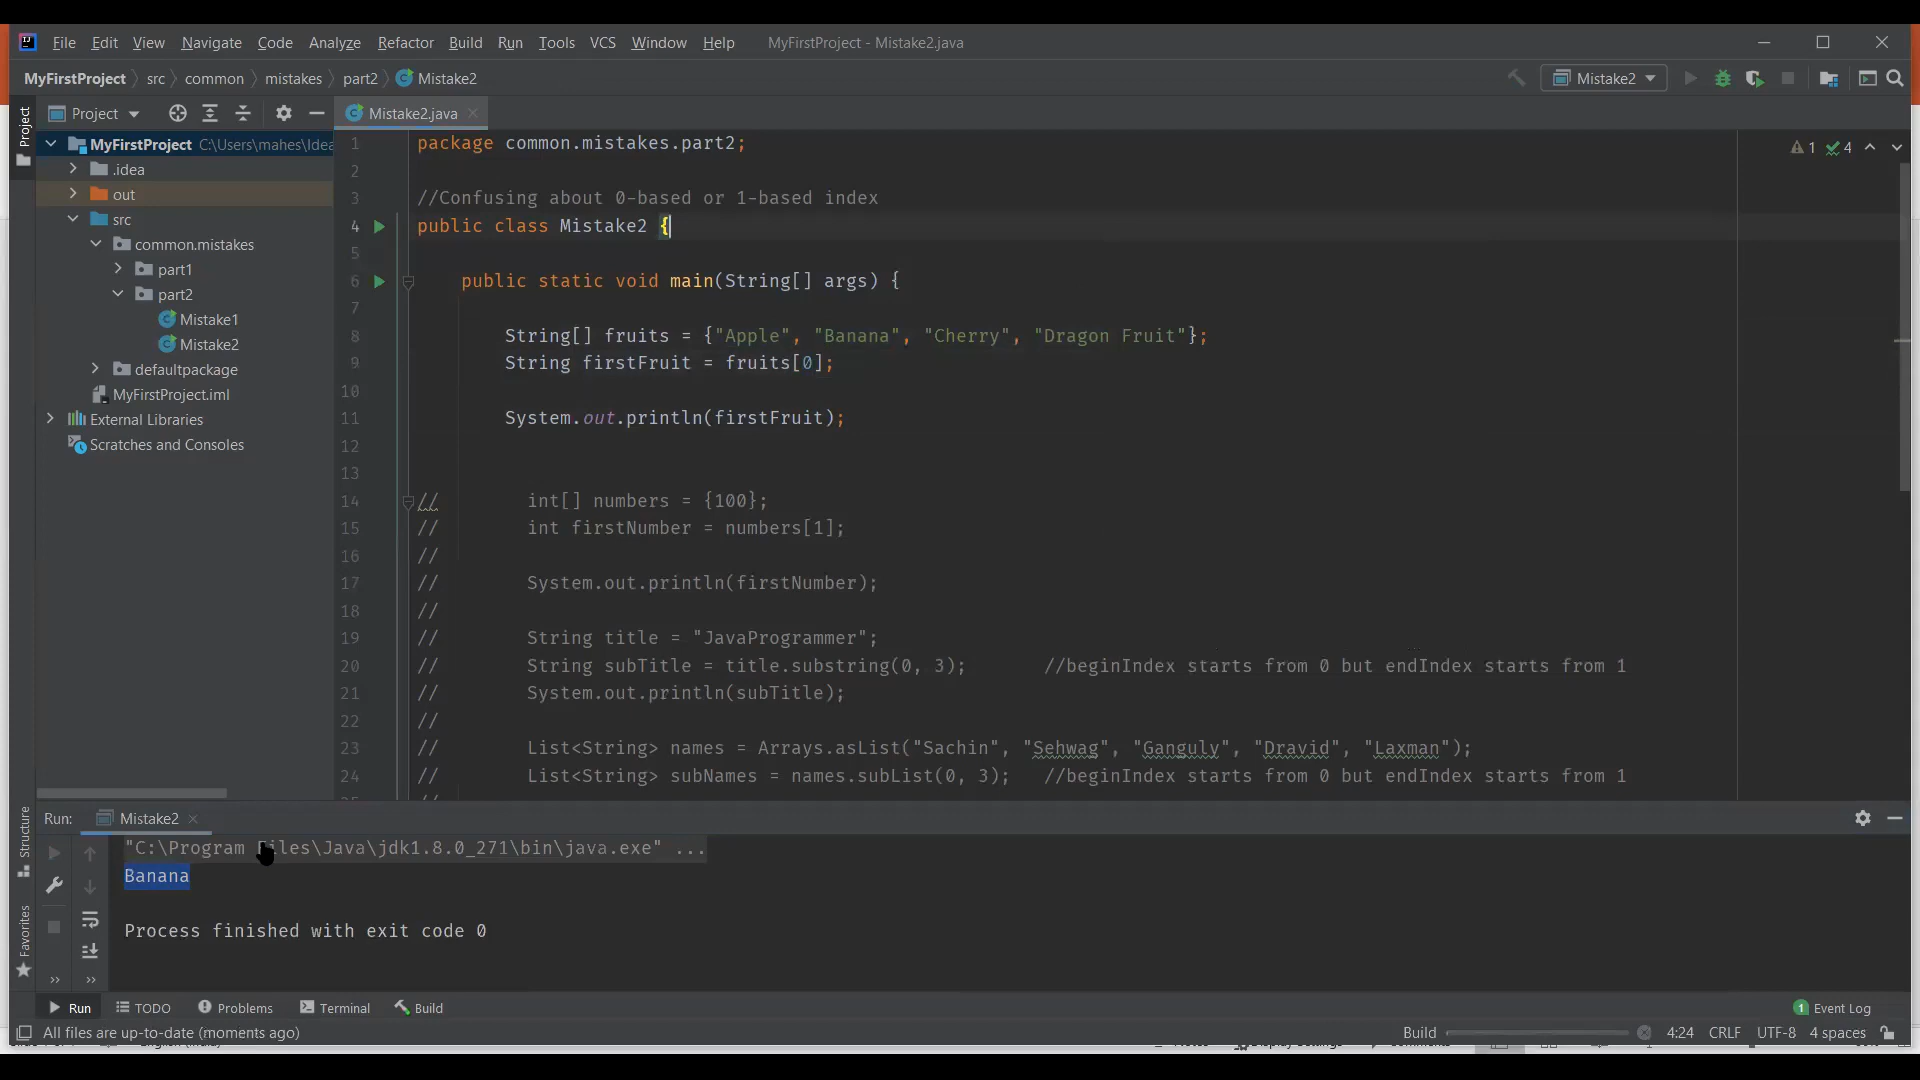 File Edit View Navigate Code Analyze Refactor Build Run Tools VCS Window Help MyFirstProject - Mistake2.java
MyFirstProject src common mistakes part2 Mistake2 Mistake2
Project
Project Mistake2.java
MyFirstProject C:\Users\mahes\Idea
.idea
out
src
common.mistakes
part1
part2
Mistake1
Mistake2
defaultpackage
MyFirstProject.iml
External Libraries
Scratches and Consoles
1 4
1 package common.mistakes.part2;
2
3 //Confusing about 0-based or 1-based index
4 public class Mistake2 {
5
6 public static void main(String[] args) {
7
8 String[] fruits = {"Apple", "Banana", "Cherry", "Dragon Fruit"};
9 String firstFruit = fruits[0];
10
11 System.out.println(firstFruit);
12
13
14 // int[] numbers = {100};
15 // int firstNumber = numbers[1];
16 //
17 // System.out.println(firstNumber);
18 //
19 // String title = "JavaProgrammer";
20 // String subTitle = title.substring(0, 3); //beginIndex starts from 0 but endIndex starts from 1
21 // System.out.println(subTitle);
22 //
23 // List<String> names = Arrays.asList("Sachin", "Sehwag", "Ganguly", "Dravid", "Laxman");
24 // List<String> subNames = names.subList(0, 3); //beginIndex starts from 0 but endIndex starts from 1
Structure
Favorites
Run: Mistake2
"C:\Program Files\Java\jdk1.8.0_271\bin\java.exe" ...
Banana
Process finished with exit code 0
Run TODO Problems Terminal Build 1 Event Log
All files are up-to-date (moments ago) Build 4:24 CRLF UTF-8 4 spaces